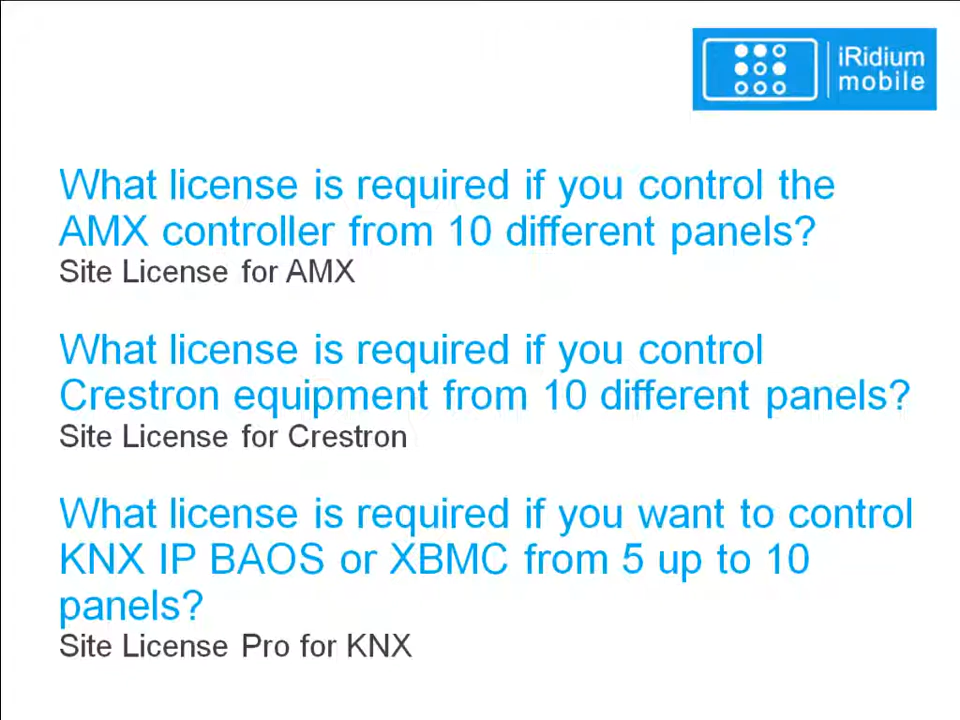 iRidium
mobile
What license is required if you control the
AMX controller from 10 different panels?
Site License for AMX
What license is required if you control
Crestron equipment from 10 different panels?
Site License for Crestron
What license is required if you want to control
KNX IP BAOS or XBMC from 5 up to 10
panels?
Site License Pro for KNX